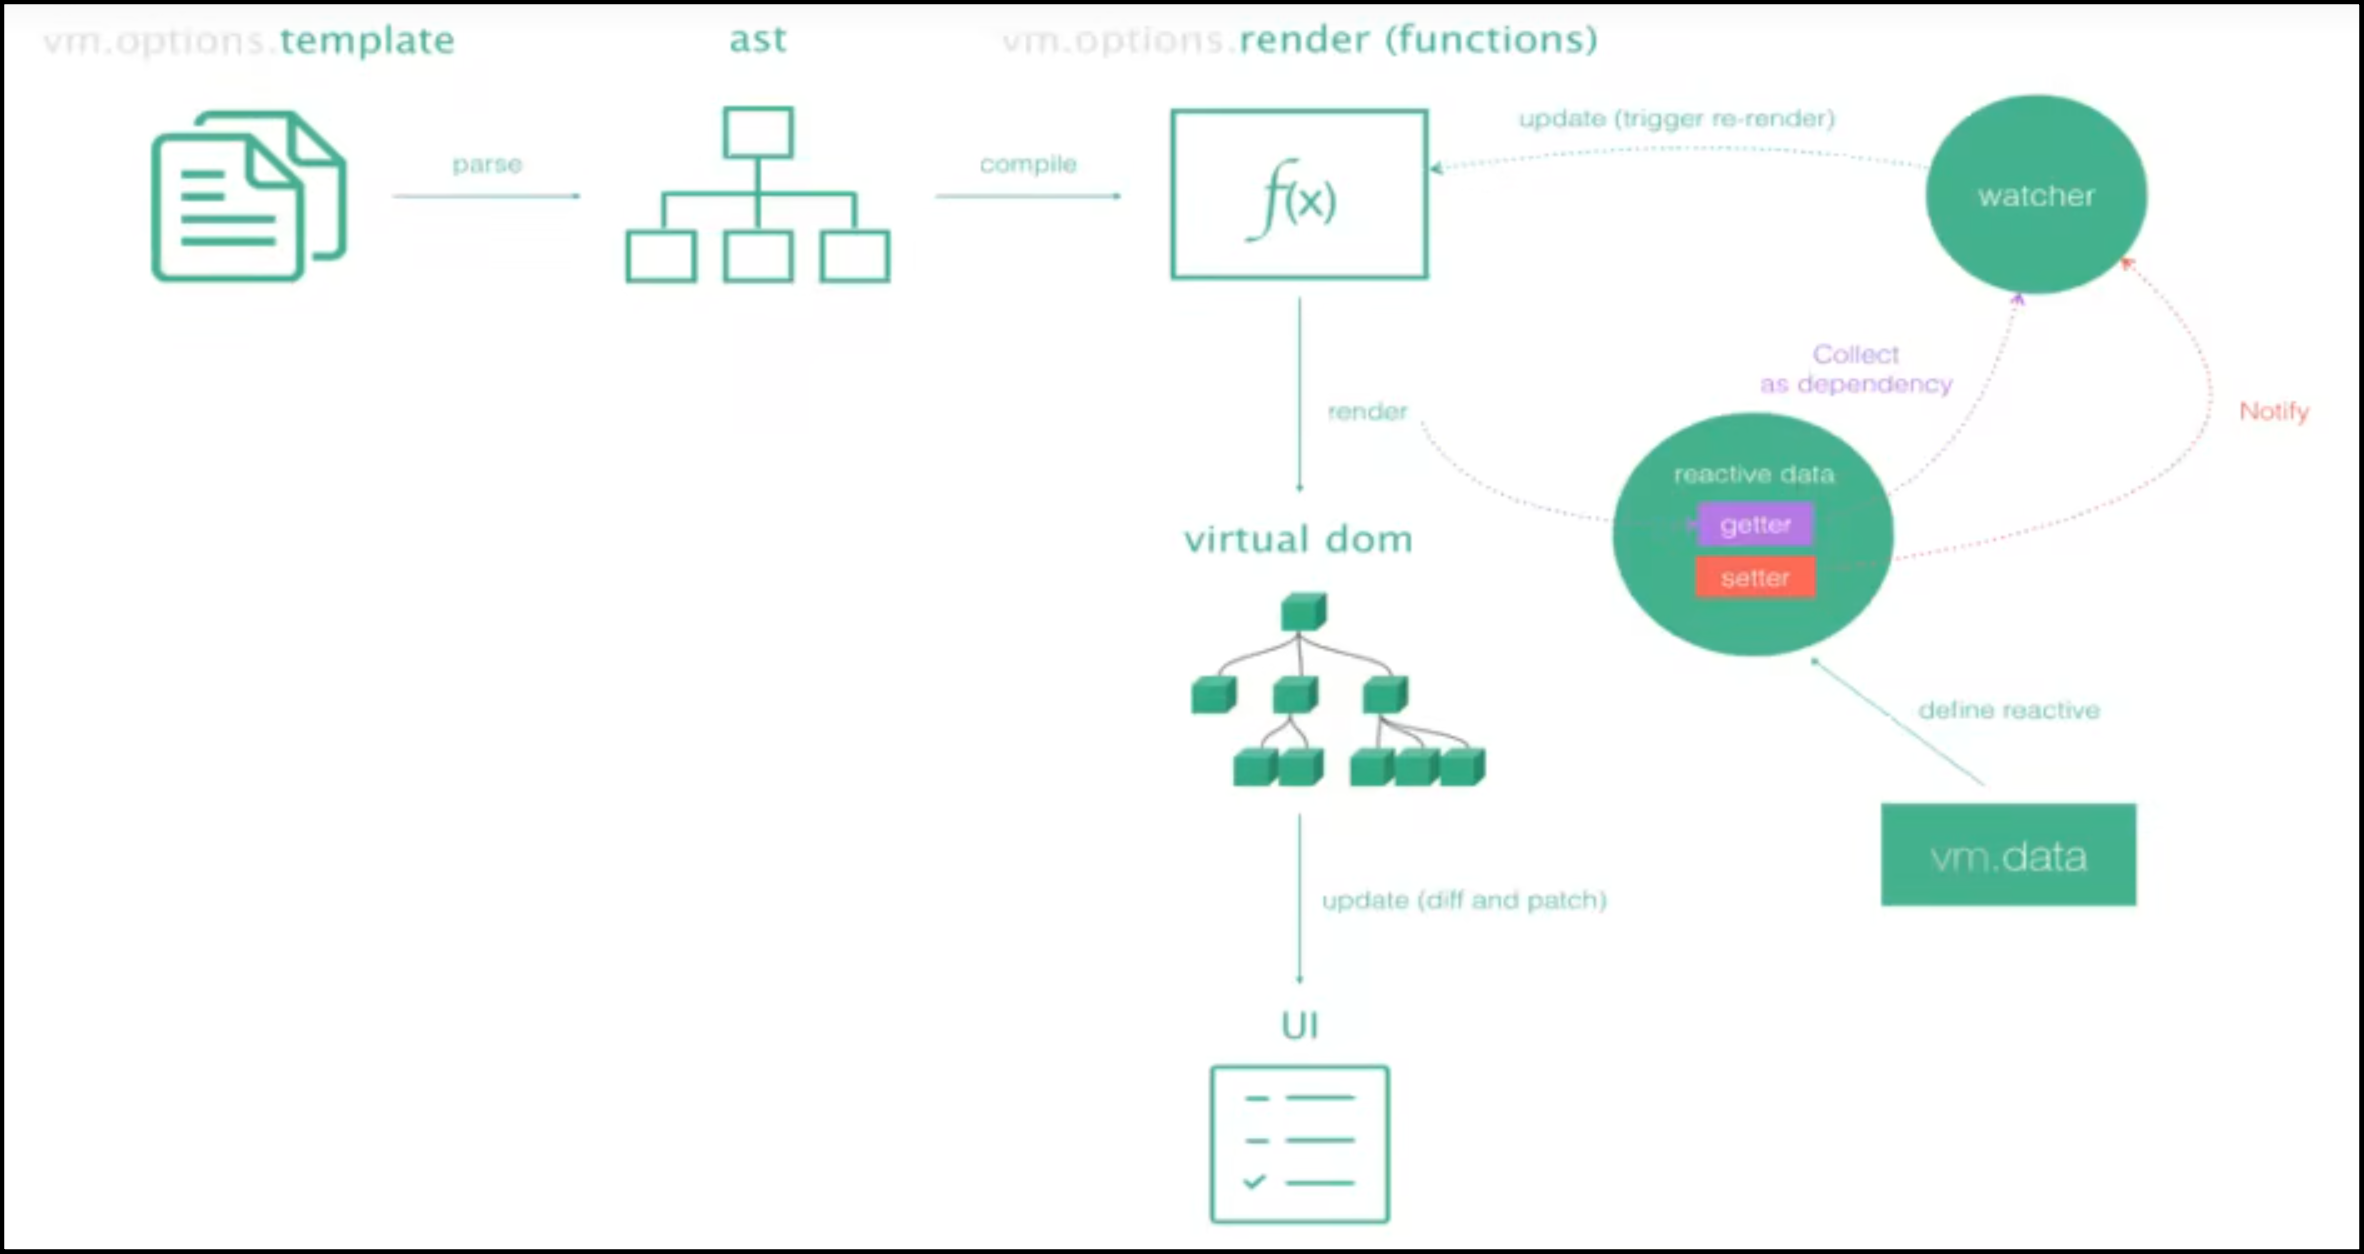 vm.options.template
ast
vm.options.render (functions)
parse
compile
f(x)
update (trigger re-render)
watcher
Collect
as dependency
Notify
render
reactive data
getter
setter
virtual dom
define reactive
vm.data
update (diff and patch)
UI